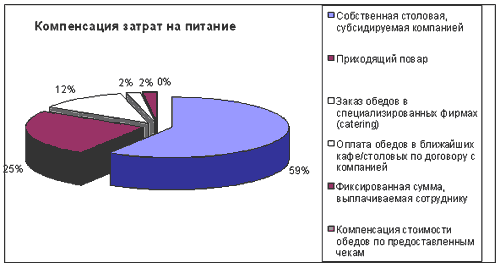 Компенсация затрат на питание
12%
2%
2%
0%
25%
59%
Собственная столовая,
субсидируемая компанией
Приходящий повар
Заказ обедов в
специализированных фирмах
(catering)
Оплата обедов в ближайших
кафе/столовых по договору с
компанией
Фиксированная сумма,
выплачиваемая сотруднику
Компенсация стоимости
обедов по предоставленным
чекам